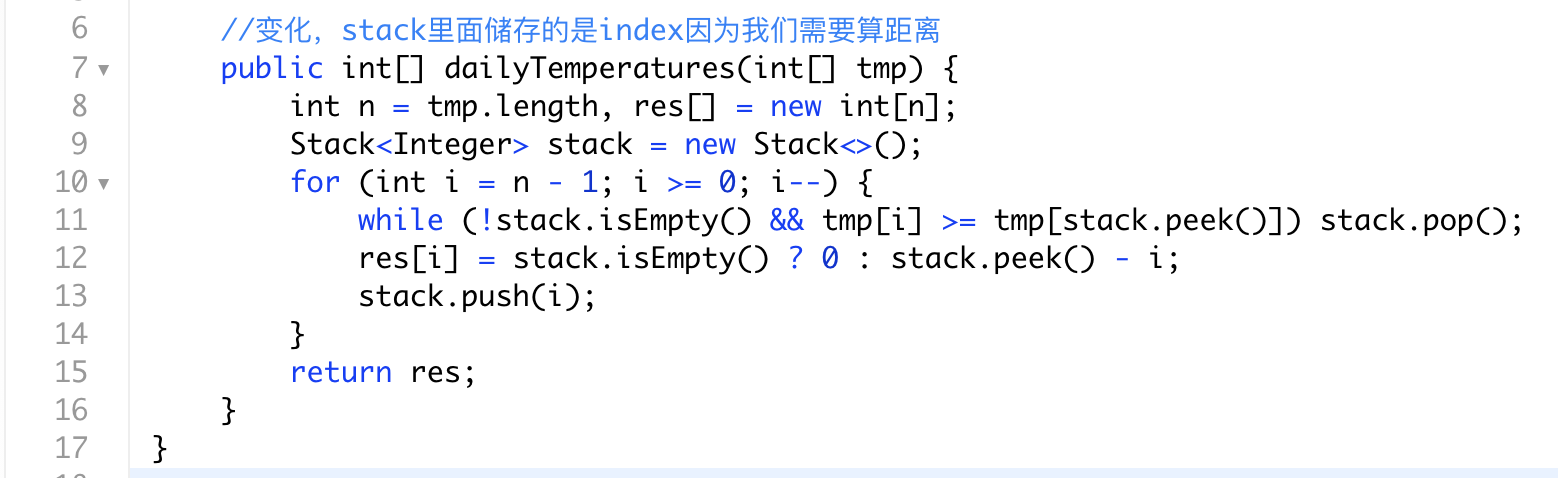 6 //变化，stack里面储存的是index因为我们需要算距离
7 public int[] dailyTemperatures(int[] tmp) {
8 int n = tmp.length, res[] = new int[n];
9 Stack<Integer> stack = new Stack<>();
10 for (int i = n - 1; i >= 0; i--) {
11 while (!stack.isEmpty() && tmp[i] >= tmp[stack.peek()]) stack.pop();
12 res[i] = stack.isEmpty() ? 0 : stack.peek() - i;
13 stack.push(i);
14 }
15 return res;
16 }
17 }